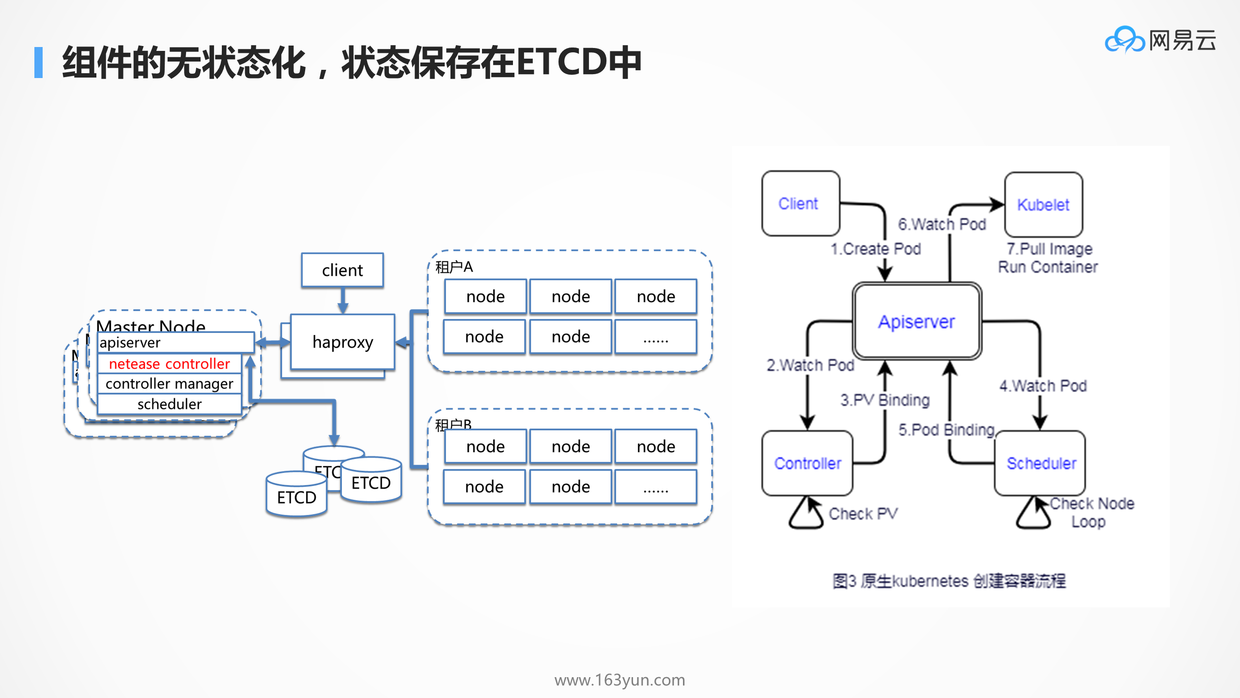 组件的无状态化，状态保存在ETCD中
网易云
client
haproxy
Master Node
apiserver
netease controller
controller manager
scheduler
ETCD
ETCD
ETC
租户A
node
node
node
node
node
......
租户B
node
node
node
node
node
......
Client
Kubelet
6.Watch Pod
1.Create Pod
7.Pull Image
Run Container
Apiserver
2.Watch Pod
3.PV Binding
4.Watch Pod
5.Pod Binding
Controller
Scheduler
Check PV
Check Node
Loop
图3 原生kubernetes 创建容器流程
www.163yun.com